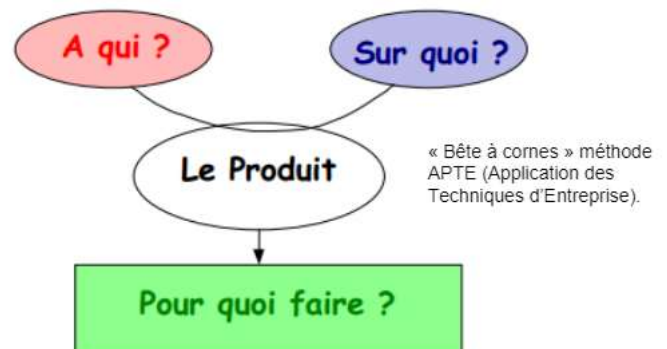 A qui ?
Sur quoi ?
Le Produit
« Bête à cornes » méthode
APTE (Application des
Techniques d'Entreprise).
Pour quoi faire ?